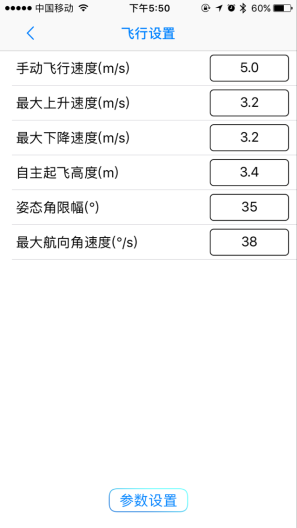 中国移动 下午5:50 60%
飞行设置
手动飞行速度(m/s) 5.0
最大上升速度(m/s) 3.2
最大下降速度(m/s) 3.2
自主起飞高度(m) 3.4
姿态角限幅(°) 35
最大航向角速度(°/s) 38
参数设置